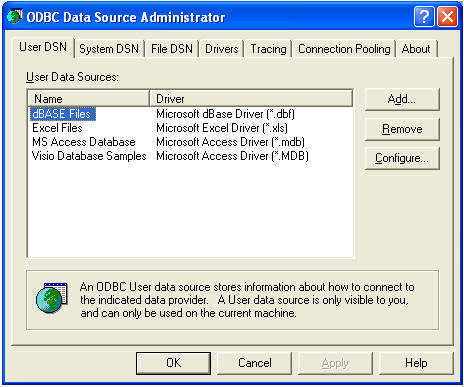 ODBC Data Source Administrator
User DSN System DSN File DSN Drivers Tracing Connection Pooling About
User Data Sources:
Name Driver
dBASE Files Microsoft dBase Driver (*.dbf)
Excel Files Microsoft Excel Driver (*.xls)
MS Access Database Microsoft Access Driver (*.mdb)
Visio Database Samples Microsoft Access Driver (*.MDB)
Add...
Remove
Configure...
An ODBC User data source stores information about how to connect to
the indicated data provider. A User data source is only visible to you,
and can only be used on the current machine.
OK Cancel Apply Help